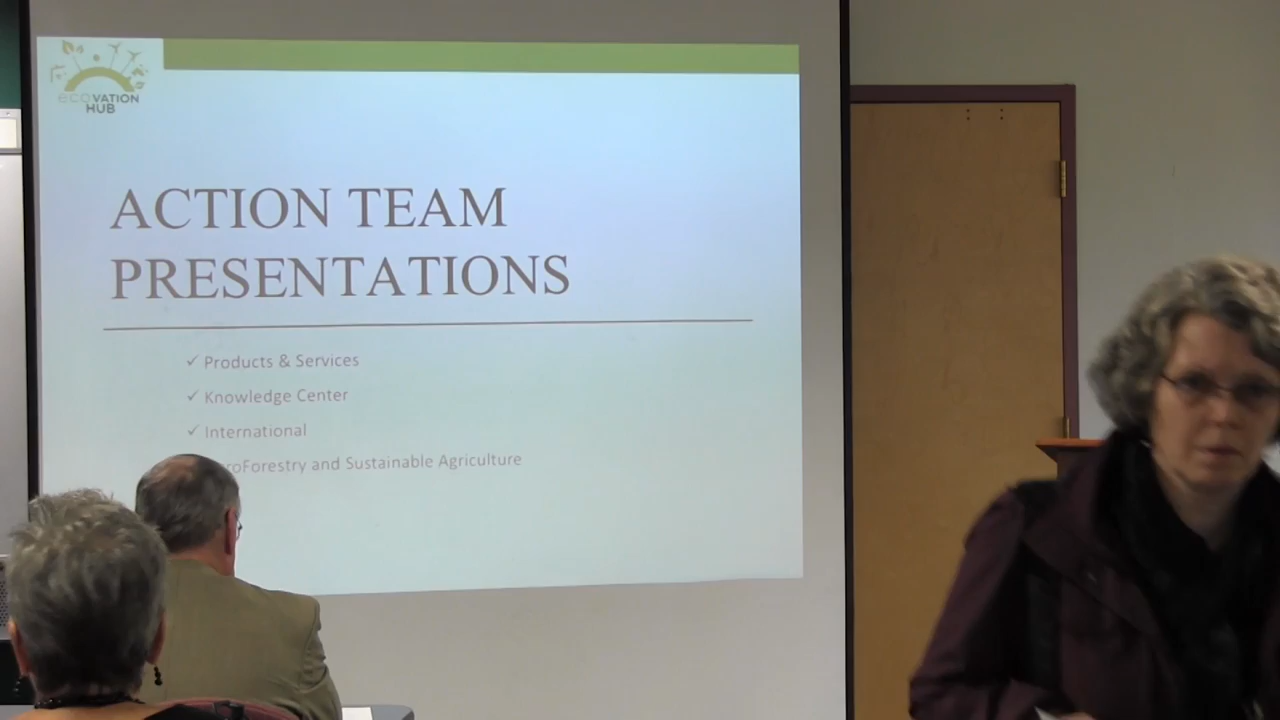 ecoVATION
HUB
ACTION TEAM
PRESENTATIONS
✓ Products & Services
✓ Knowledge Center
✓ International
roForestry and Sustainable Agriculture